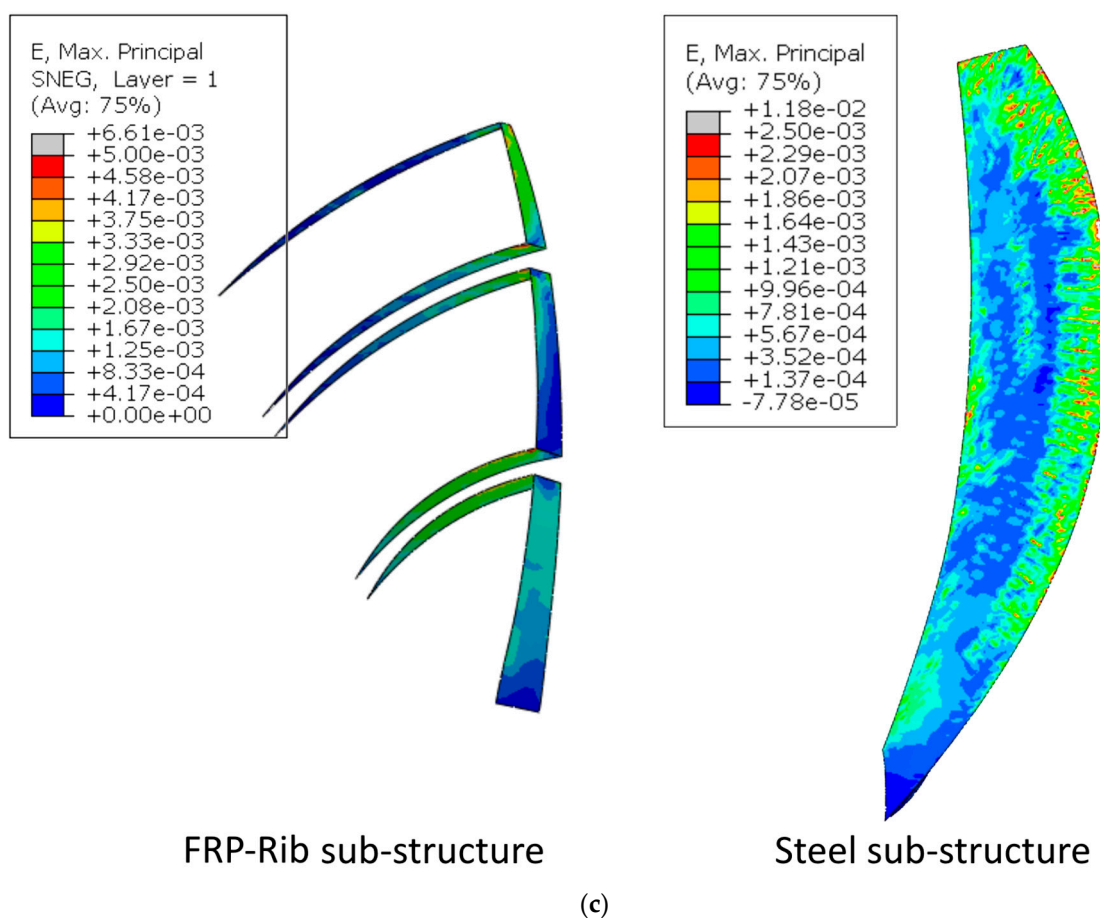 E, Max. Principal
SNEG, Layer = 1
(Avg: 75%)
+6.61e-03
+5.00e-03
+4.58e-03
+4.17e-03
+3.75e-03
+3.33e-03
+2.92e-03
+2.50e-03
+2.08e-03
+1.67e-03
+1.25e-03
+8.33e-04
+4.17e-04
+0.00e+00
E, Max. Principal
(Avg: 75%)
+1.18e-02
+2.50e-03
+2.29e-03
+2.07e-03
+1.86e-03
+1.64e-03
+1.43e-03
+1.21e-03
+9.96e-04
+7.81e-04
+5.67e-04
+3.52e-04
+1.37e-04
-7.78e-05
FRP-Rib sub-structure
Steel sub-structure
(c)